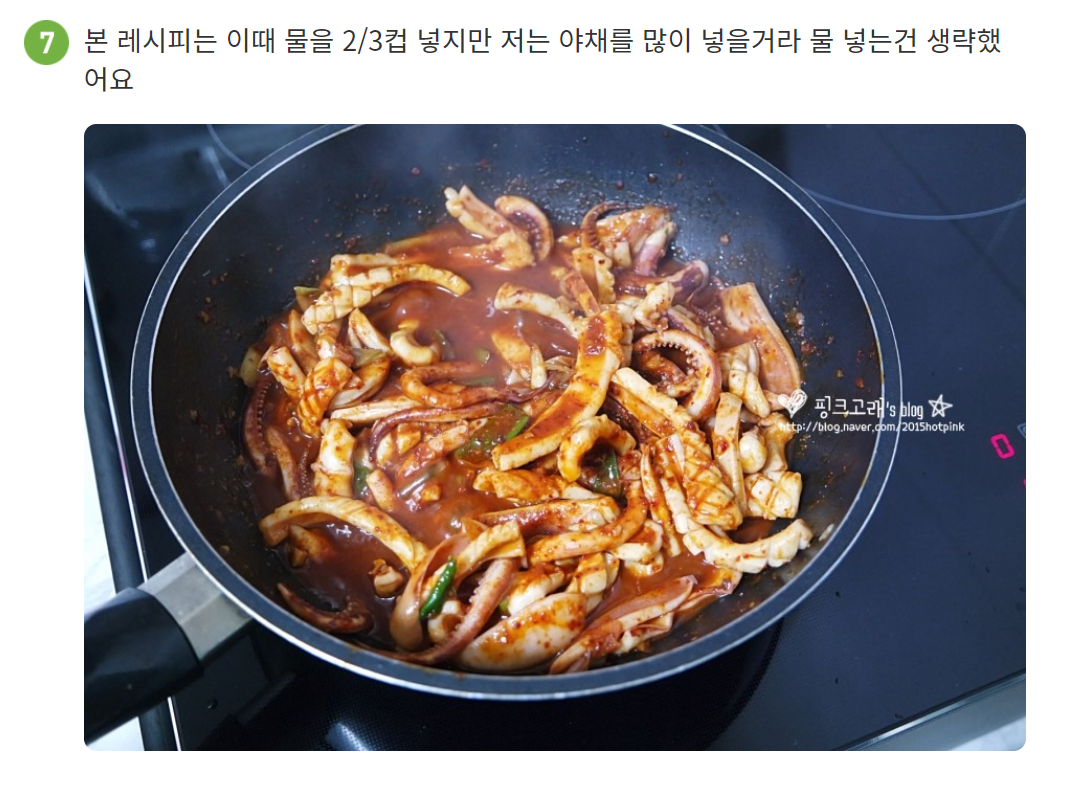 7
본 레시피는 이때 물을 2/3컵 넣지만 저는 야채를 많이 넣을거라 물 넣는건 생략했
어요
핑크고래's blog
http://blog.naver.com/2015hotpink
0